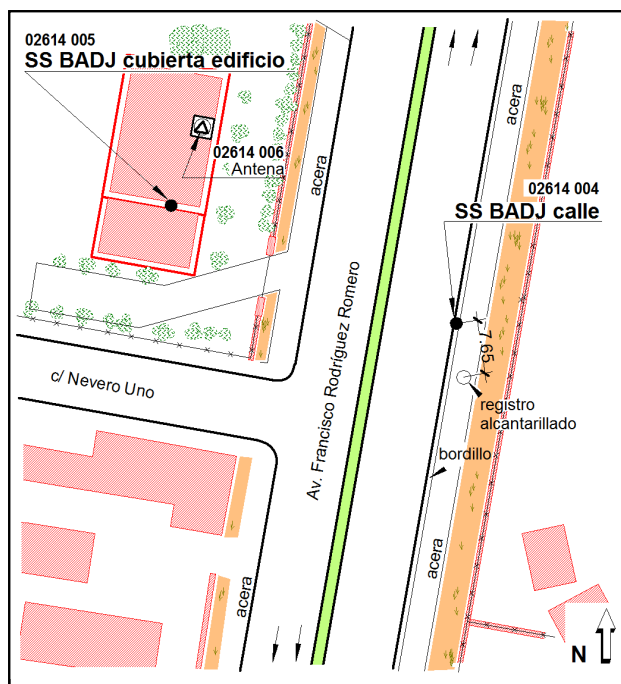 02614 005
SS BADJ cubierta edificio
02614 006
Antena
acera
acera
02614 004
SS BADJ calle
Av. Francisco Rodríguez Romero
7,65
c/ Nevero Uno
registro
alcantarillado
bordillo
acera
acera
N